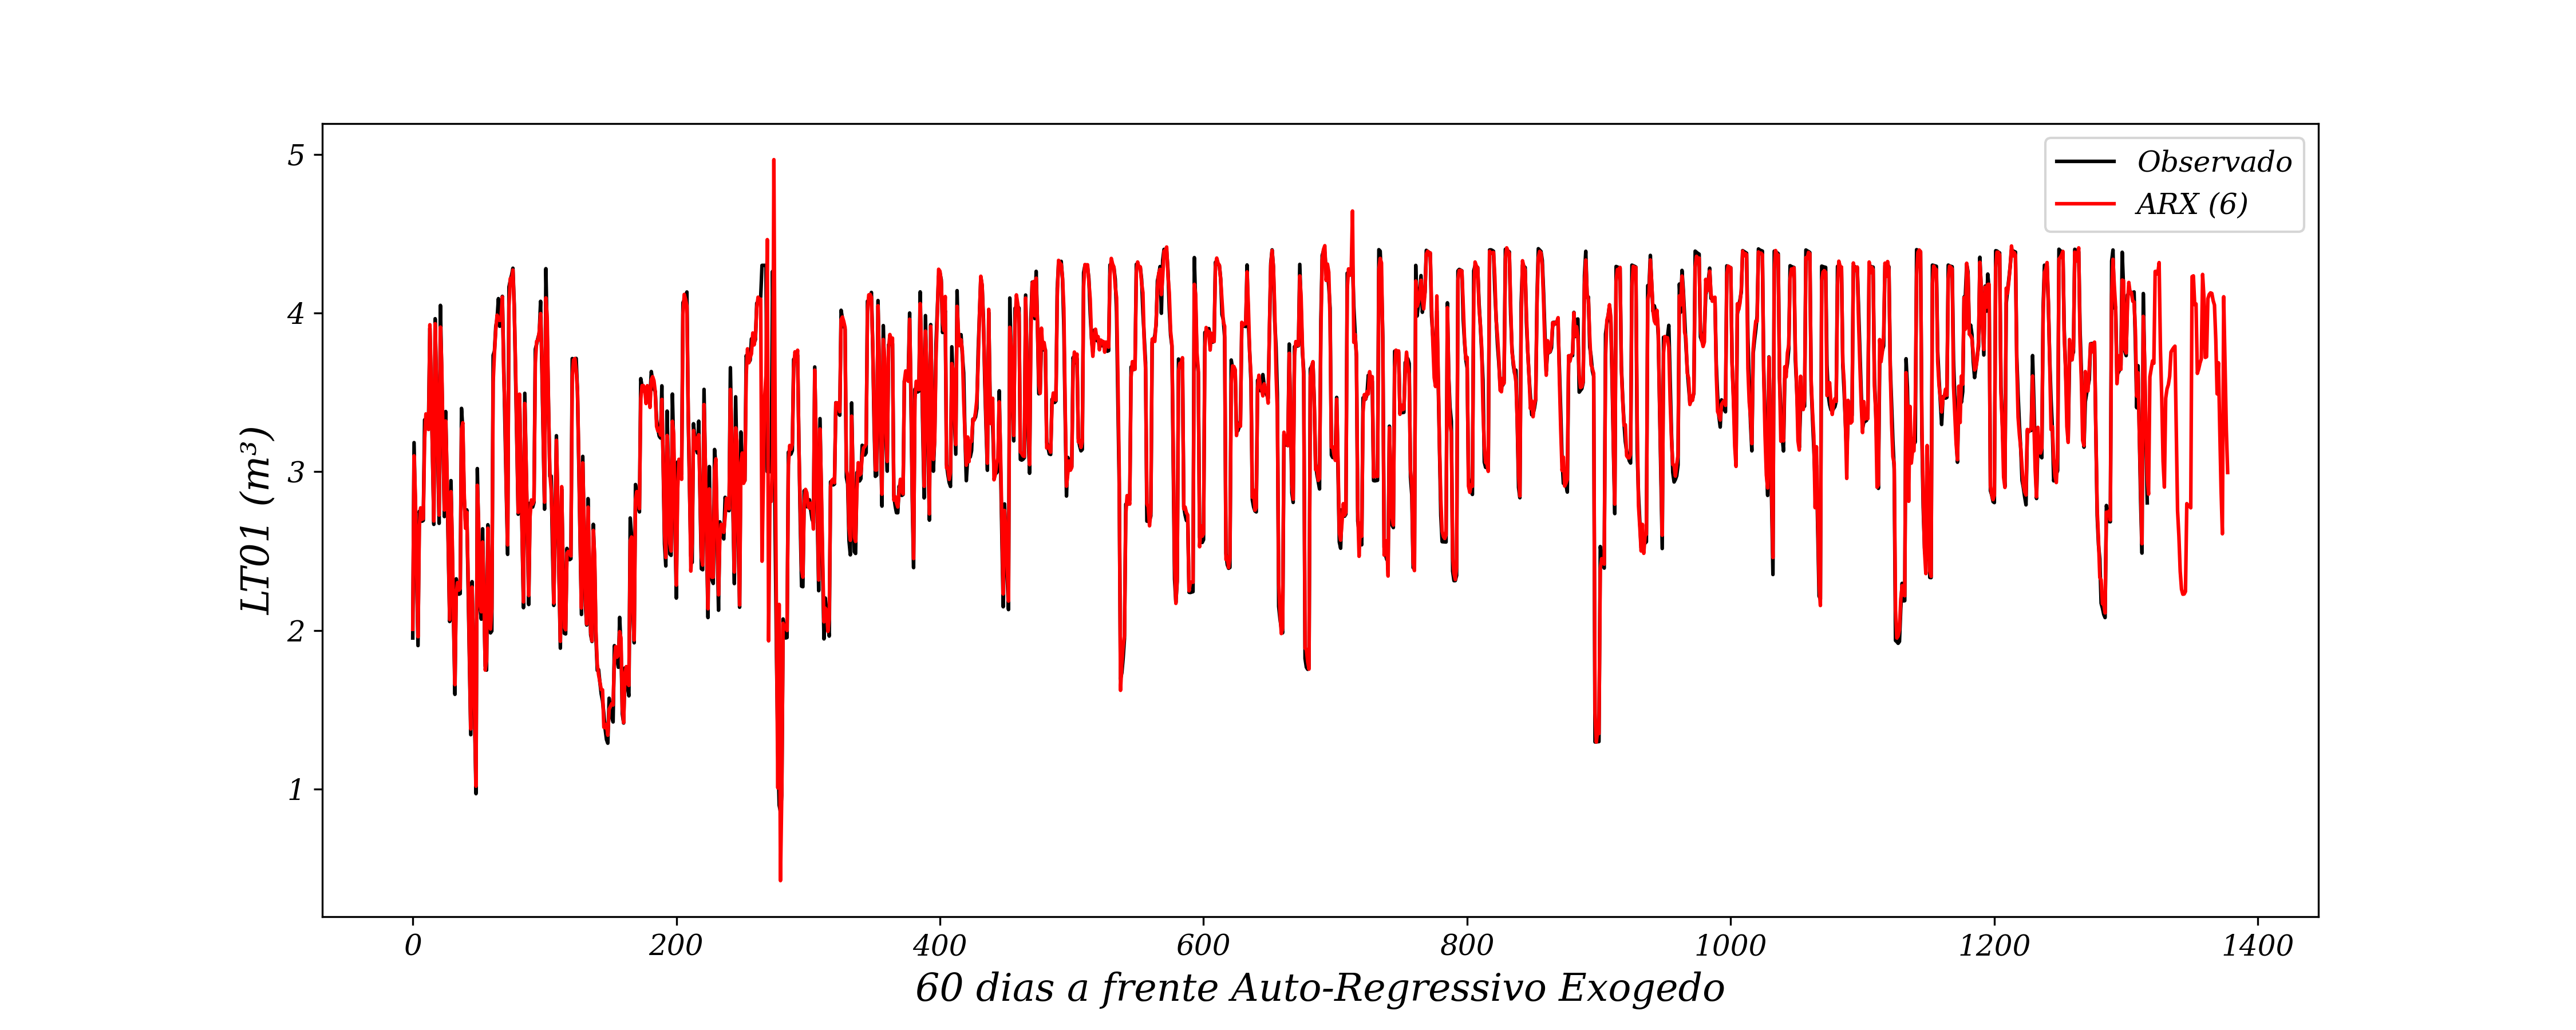 5
4
3
2
1
LT01 (m³)
Observado
ARX (6)
0 200 400 600 800 1000 1200 1400
60 dias a frente Auto-Regressivo Exogedo